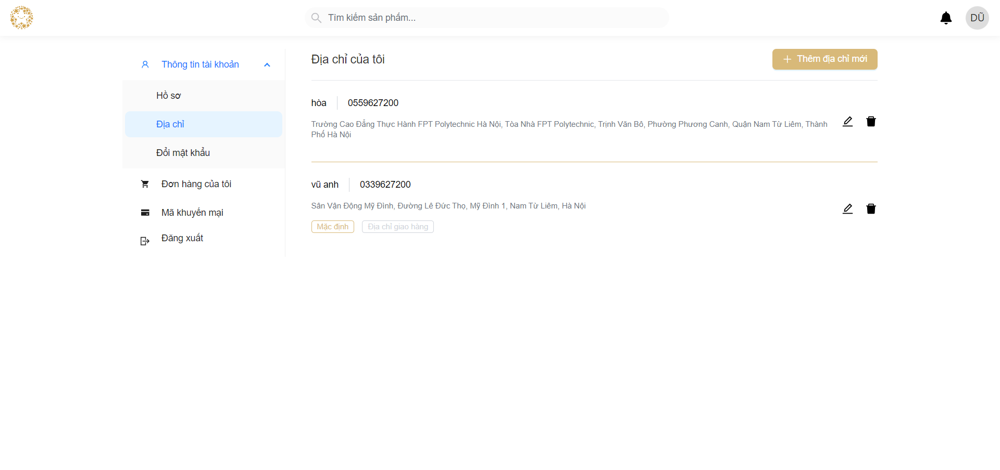 Tìm kiếm sản phẩm...
DŨ
Thông tin tài khoản
Hồ sơ
Địa chỉ
Đổi mật khẩu
Đơn hàng của tôi
Mã khuyến mại
Đăng xuất
Địa chỉ của tôi
Thêm địa chỉ mới
hòa 0559627200
Trường Cao Đẳng Thực Hành FPT Polytechnic Hà Nội, Tòa Nhà FPT Polytechnic, Trịnh Văn Bô, Phường Phương Canh, Quận Nam Từ Liêm, Thành
Phố Hà Nội
vũ anh 0339627200
Sân Vận Động Mỹ Đình, Đường Lê Đức Thọ, Mỹ Đình 1, Nam Từ Liêm, Hà Nội
Mặc định Địa chỉ giao hàng